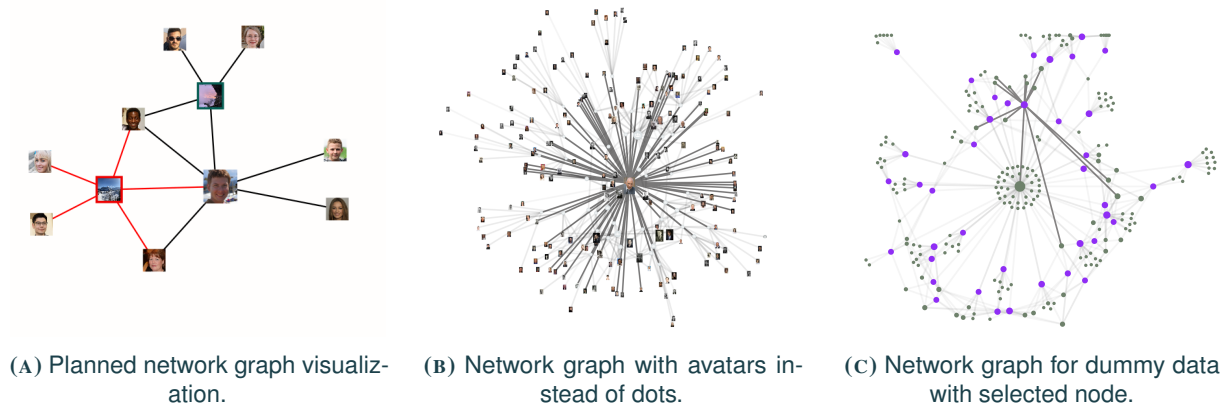 (A) Planned network graph visualiz-
ation.
(B) Network graph with avatars in-
stead of dots.
(C) Network graph for dummy data
with selected node.